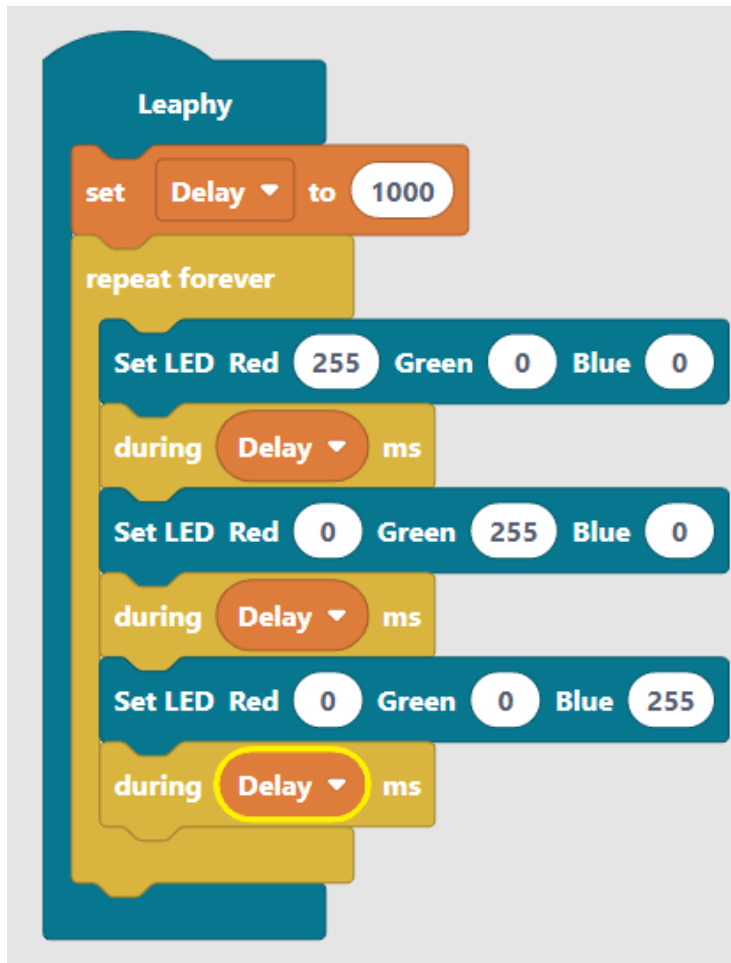 Leaphy
set Delay to 1000
repeat forever
Set LED Red 255 Green 0 Blue 0
during Delay ms
Set LED Red 0 Green 255 Blue 0
during Delay ms
Set LED Red 0 Green 0 Blue 255
during Delay ms